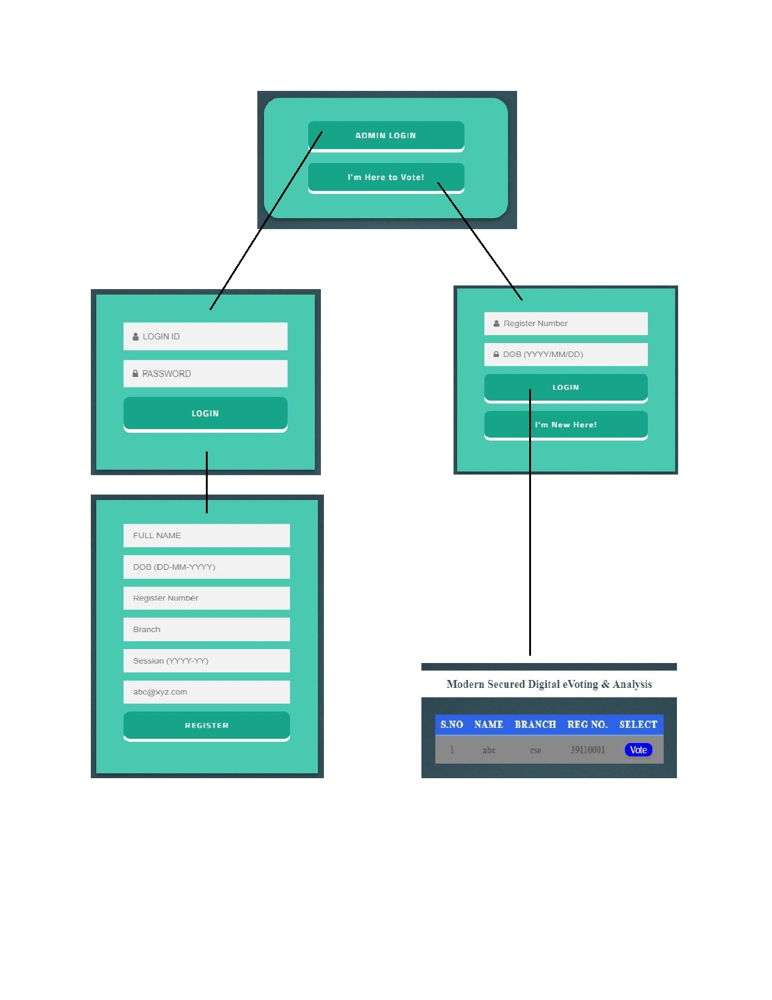 ADMIN LOGIN
I'm Here to Vote!
LOGIN ID
PASSWORD
LOGIN
Register Number
DOB (YYYY/MM/DD)
LOGIN
I'm New Here!
FULL NAME
DOB (DD-MM-YYYY)
Register Number
Branch
Session (YYYY-YY)
abc@xyz.com
REGISTER
Modern Secured Digital eVoting & Analysis
S.NO NAME BRANCH REG NO. SELECT
1 abc cse 39110001 Vote